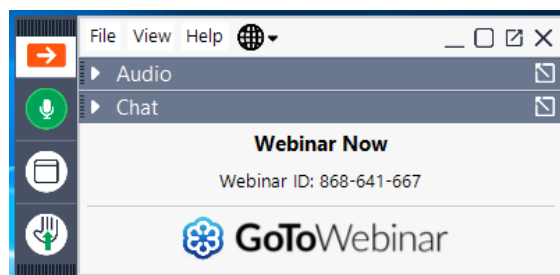 File View Help
Audio
Chat
Webinar Now
Webinar ID: 868-641-667
GoToWebinar